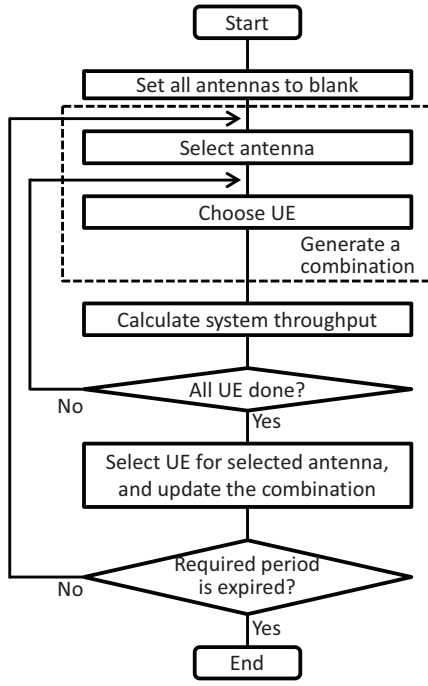 Start
Set all antennas to blank
Select antenna
Choose UE
Generate a
combination
Calculate system throughput
All UE done?
No
Yes
Select UE for selected antenna,
and update the combination
Required period
is expired?
No
Yes
End